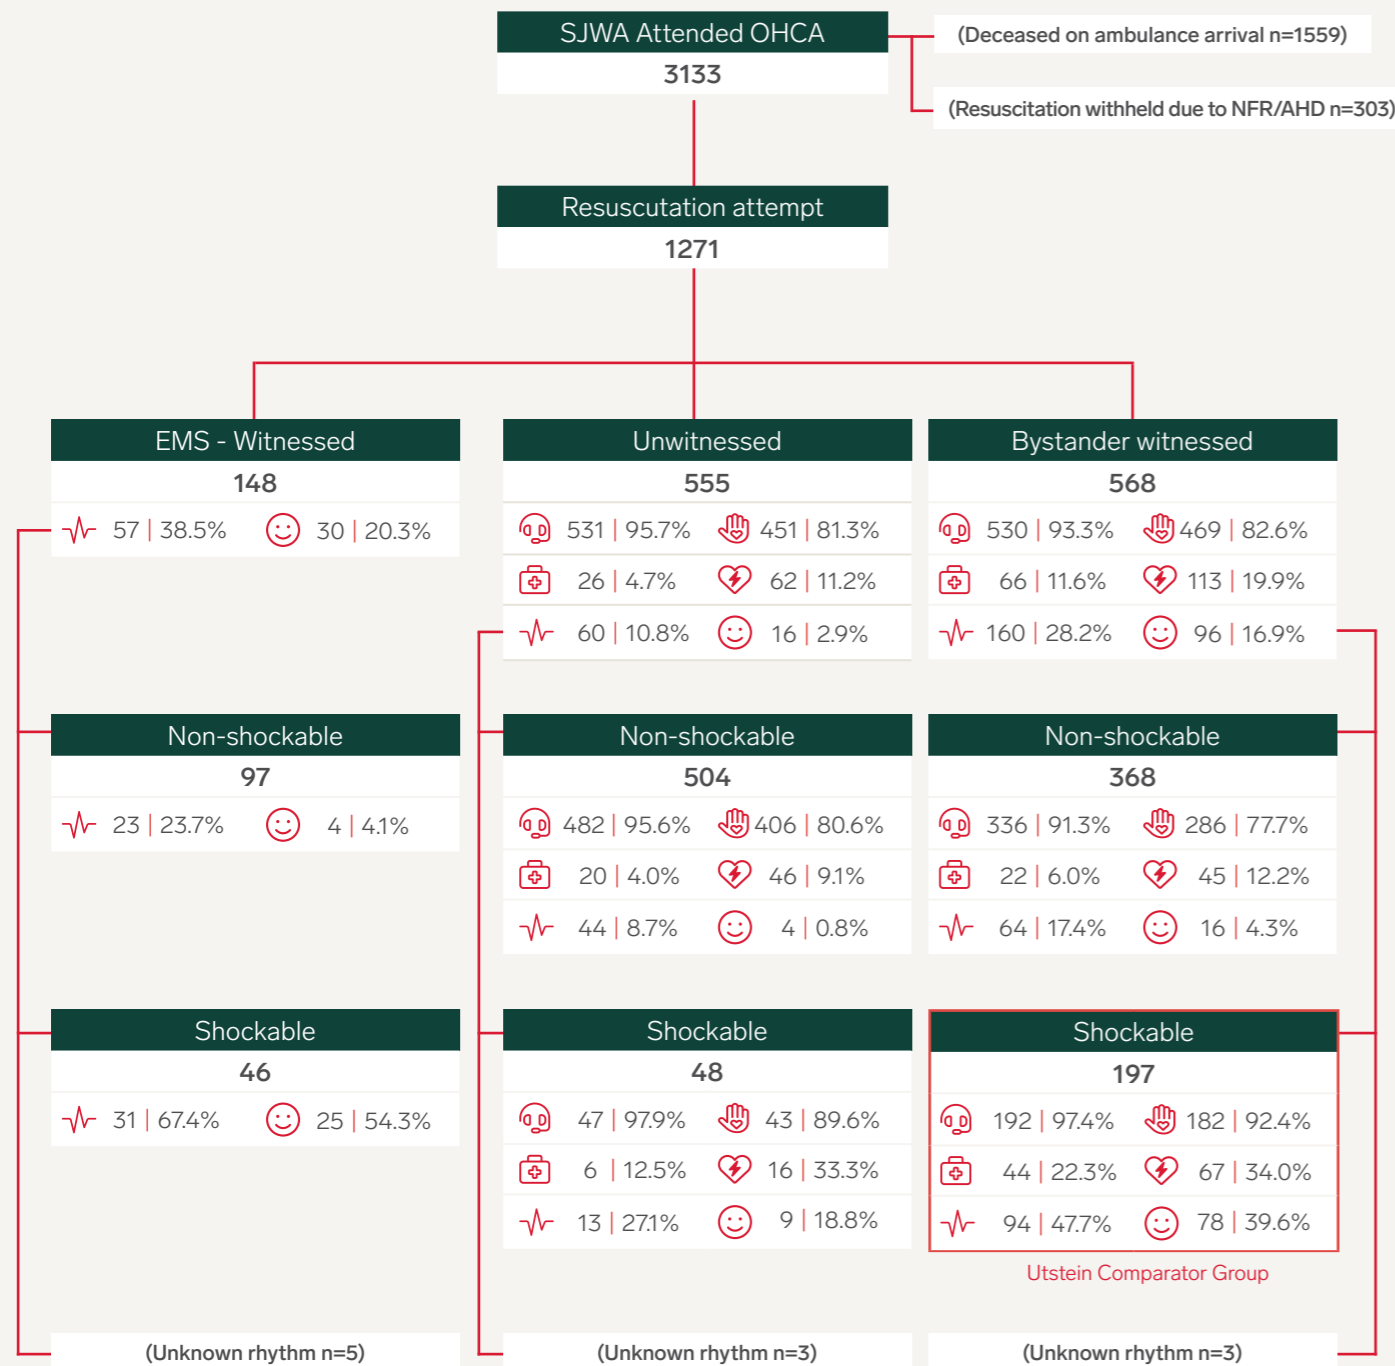 SJWA Attended OHCA
3133
(Deceased on ambulance arrival n=1559)
(Resuscitation withheld due to NFR/AHD n=303)
Resuscutation attempt
1271
EMS - Witnessed
148
57 | 38.5% 30 | 20.3%
Unwitnessed
555
531 | 95.7% 451 | 81.3%
26 | 4.7% 62 | 11.2%
60 | 10.8% 16 | 2.9%
Bystander witnessed
568
530 | 93.3% 469 | 82.6%
66 | 11.6% 113 | 19.9%
160 | 28.2% 96 | 16.9%
Non-shockable
97
23 | 23.7% 4 | 4.1%
Non-shockable
504
482 | 95.6% 406 | 80.6%
20 | 4.0% 46 | 9.1%
44 | 8.7% 4 | 0.8%
Non-shockable
368
336 | 91.3% 286 | 77.7%
22 | 6.0% 45 | 12.2%
64 | 17.4% 16 | 4.3%
Shockable
46
31 | 67.4% 25 | 54.3%
Shockable
48
47 | 97.9% 43 | 89.6%
6 | 12.5% 16 | 33.3%
13 | 27.1% 9 | 18.8%
Shockable
197
192 | 97.4% 182 | 92.4%
44 | 22.3% 67 | 34.0%
94 | 47.7% 78 | 39.6%
Utstein Comparator Group
(Unknown rhythm n=5)
(Unknown rhythm n=3)
(Unknown rhythm n=3)